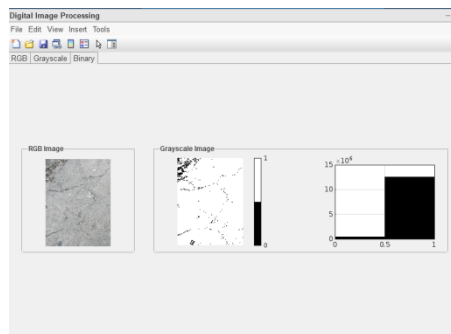 Digital Image Processing
File Edit View Insert Tools
RGB Grayscale Binary
RGB Image
Grayscale Image
1
0
×10⁶
15
10
5
0
0 0.5 1